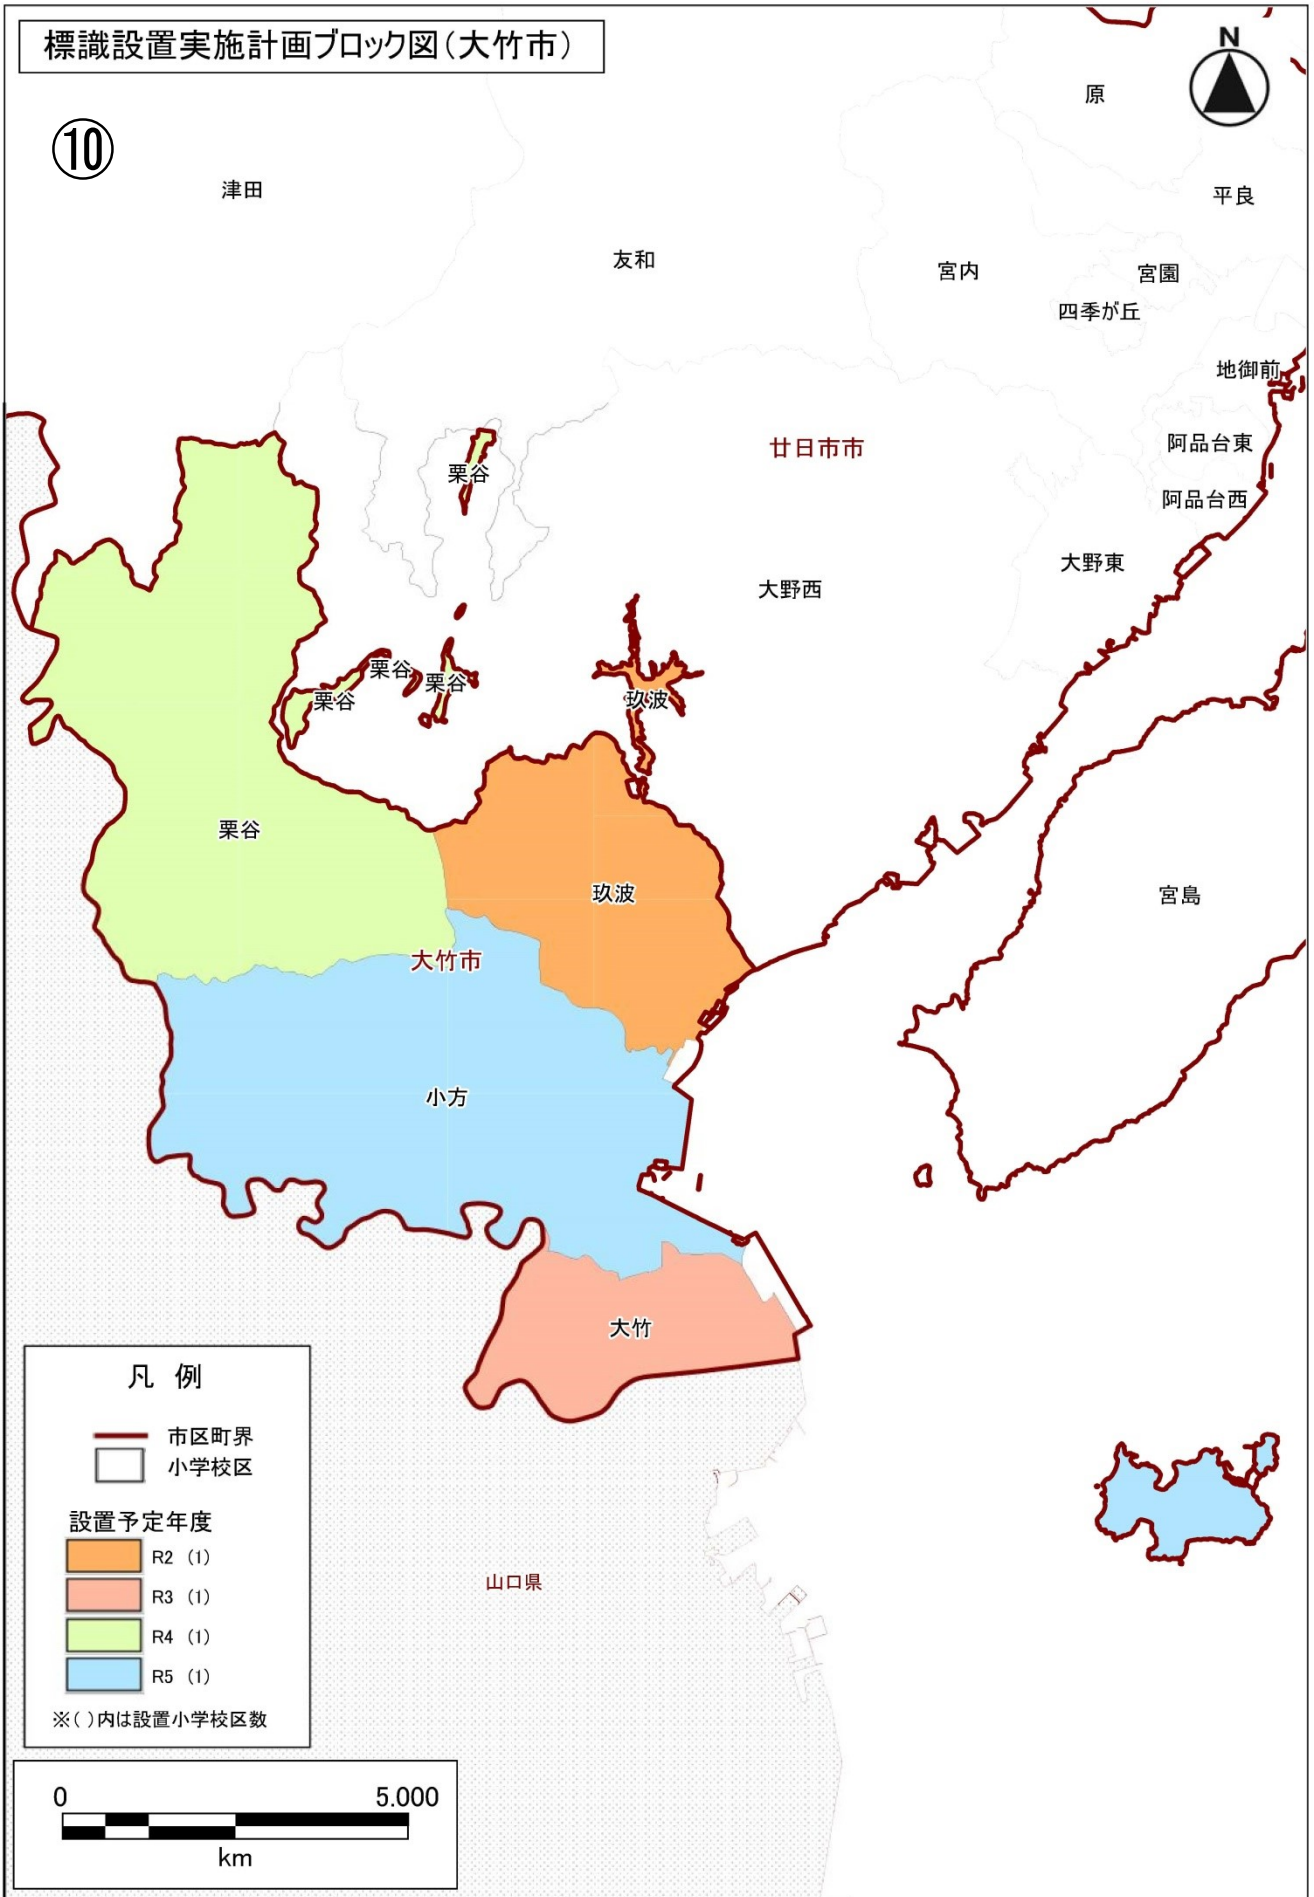 標識設置実施計画ブロック図(大竹市)
N
⑩
原
津田
平良
友和
宮内
宮園
四季が丘
地御前
廿日市市
阿品台東
栗谷
阿品台西
大野東
大野西
栗谷
栗谷
栗谷
玖波
栗谷
玖波
宮島
大竹市
小方
大竹
凡 例
市区町界
小学校区
設置予定年度
R2 (1)
R3 (1)
R4 (1)
R5 (1)
※( )内は設置小学校区数
山口県
0 5.000
km